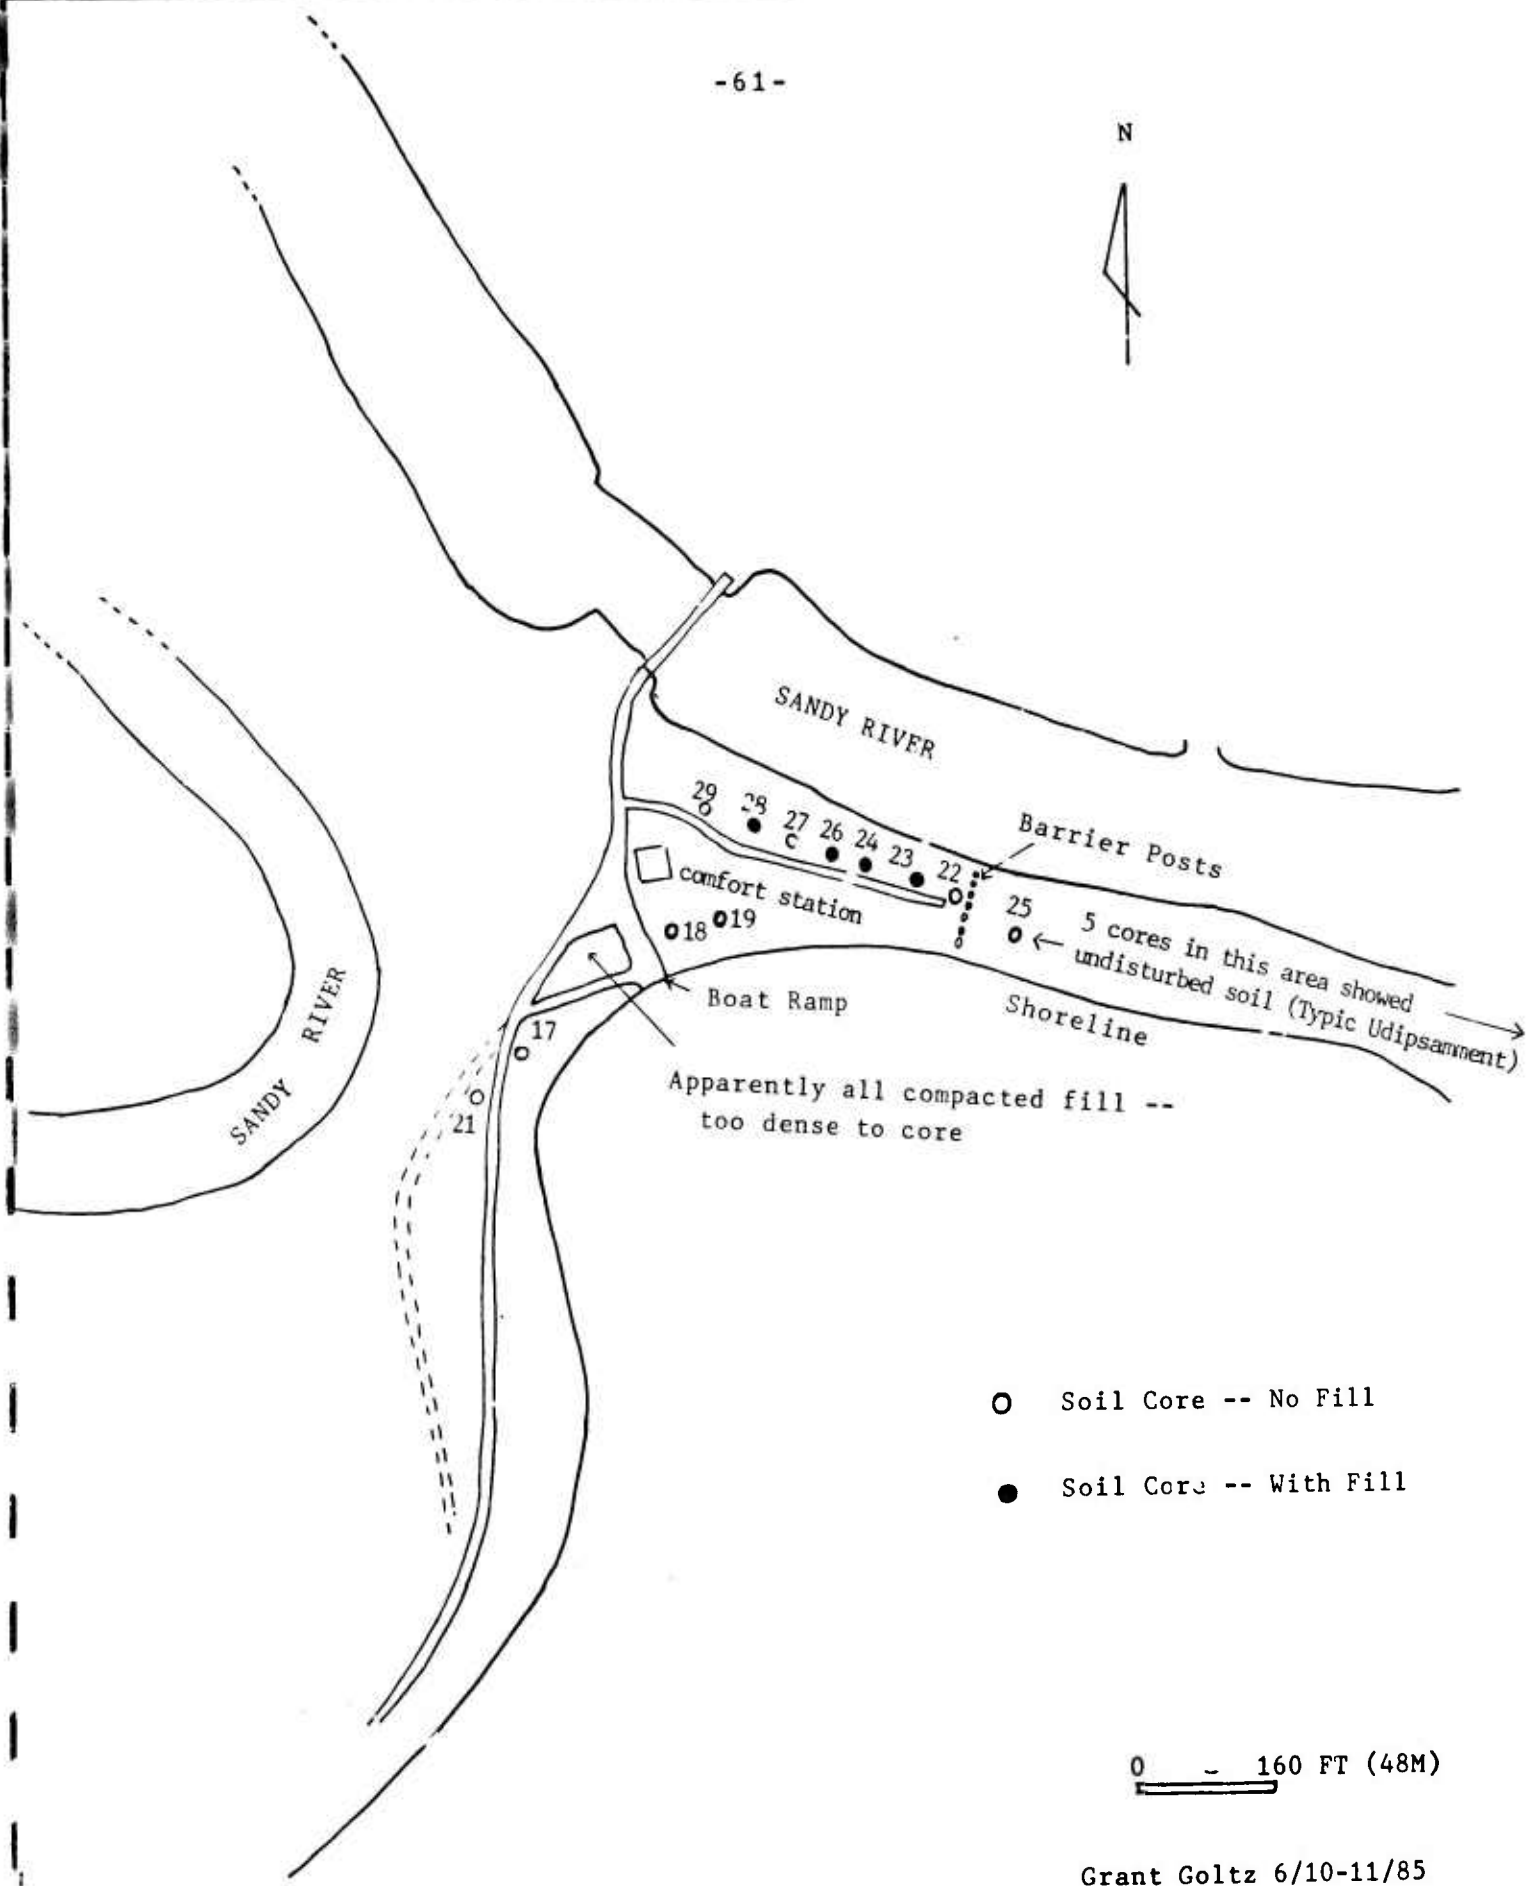 -61-
N
SANDY RIVER
29
28
27
26
24
23
22
Barrier Posts
comfort station
25
5 cores in this area showed
undisturbed soil (Typic Udipsamment)
18
19
Boat Ramp
Shoreline
SANDY RIVER
17
Apparently all compacted fill --
too dense to core
21
Soil Core -- No Fill
Soil Core -- With Fill
0
160 FT (48M)
Grant Goltz 6/10-11/85